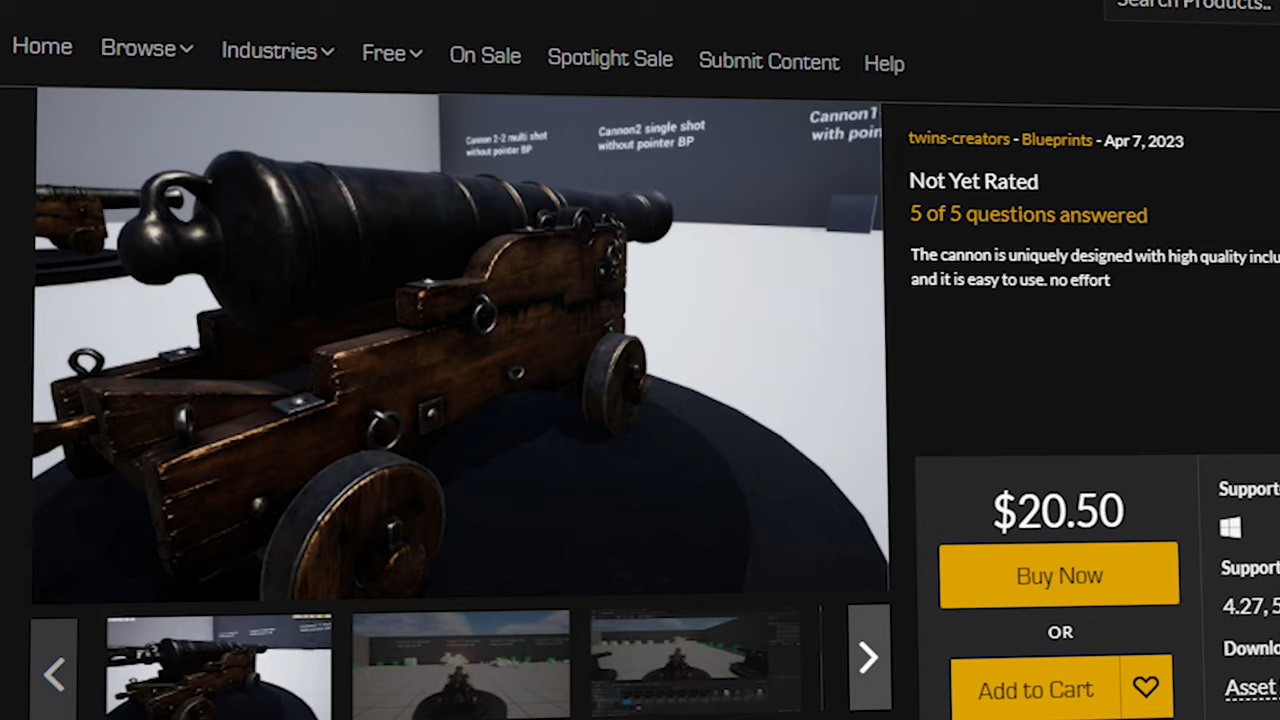 Search Products..
Home Browse Industries Free On Sale Spotlight Sale Submit Content Help
Cannon 2-2 multi shot
without pointer BP
Cannon2 single shot
without pointer BP
Cannon1
with poin
twins-creators - Blueprints - Apr 7, 2023
Not Yet Rated
5 of 5 questions answered
The cannon is uniquely designed with high quality inclu
and it is easy to use. no effort
$20.50
Buy Now
OR
Add to Cart
Support
Support
4.27, 5
Downlo
Asset